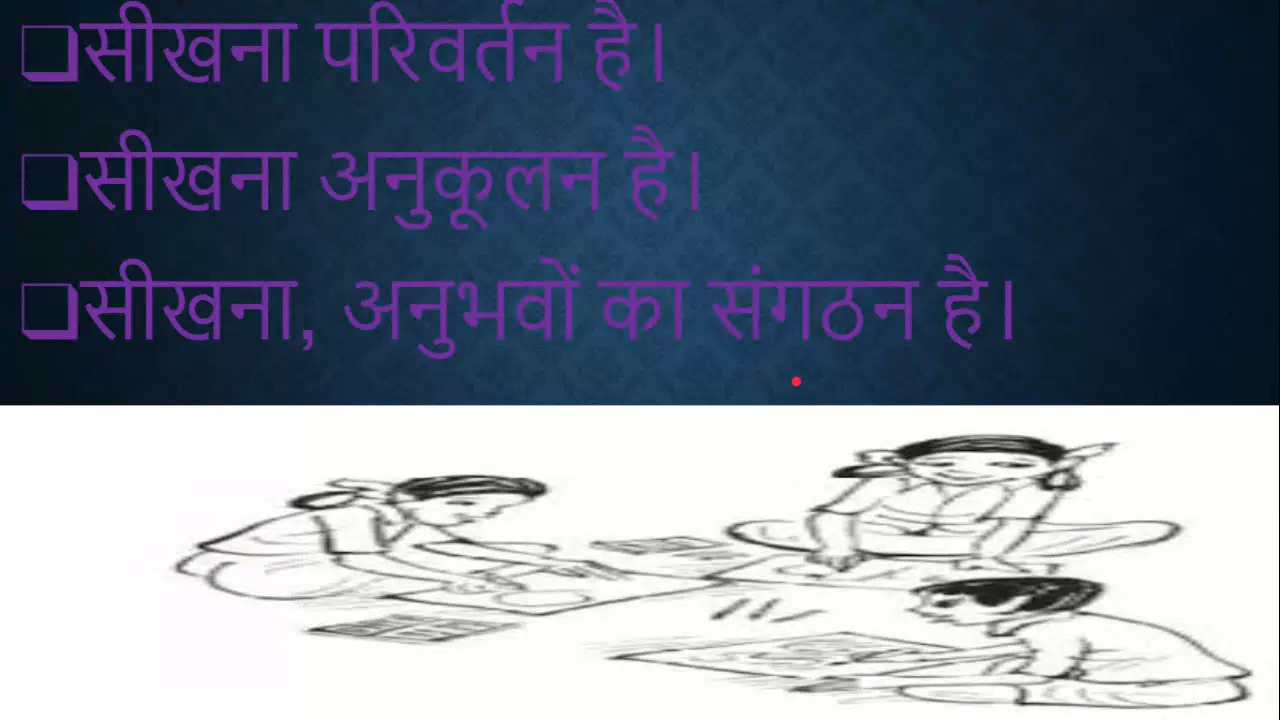 ❑सीखना परिवर्तन है।
❑सीखना अनुकूलन है।
❑सीखना, अनुभवों का संगठन है।